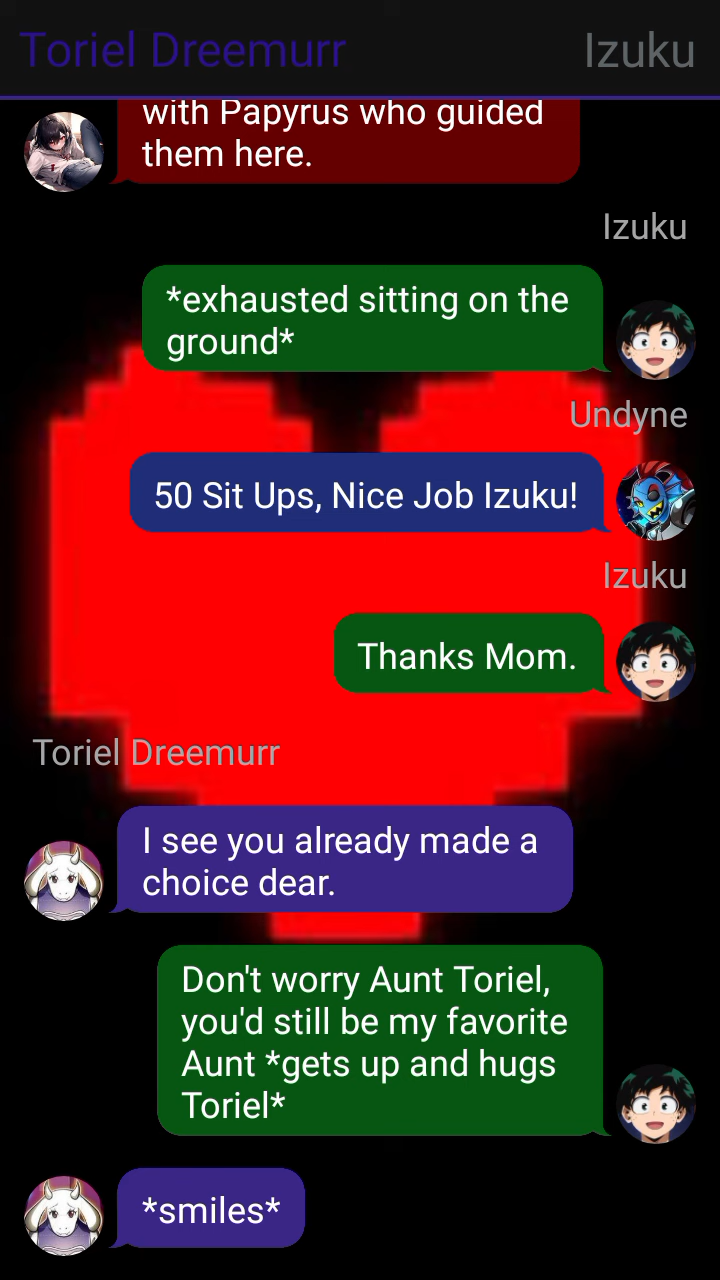 Toriel Dreemurr
Izuku
with Papyrus who guided
them here.
Izuku
*exhausted sitting on the
ground*
Undyne
50 Sit Ups, Nice Job Izuku!
Izuku
Thanks Mom.
Toriel Dreemurr
I see you already made a
choice dear.
Don't worry Aunt Toriel,
you'd still be my favorite
Aunt *gets up and hugs
Toriel*
*smiles*